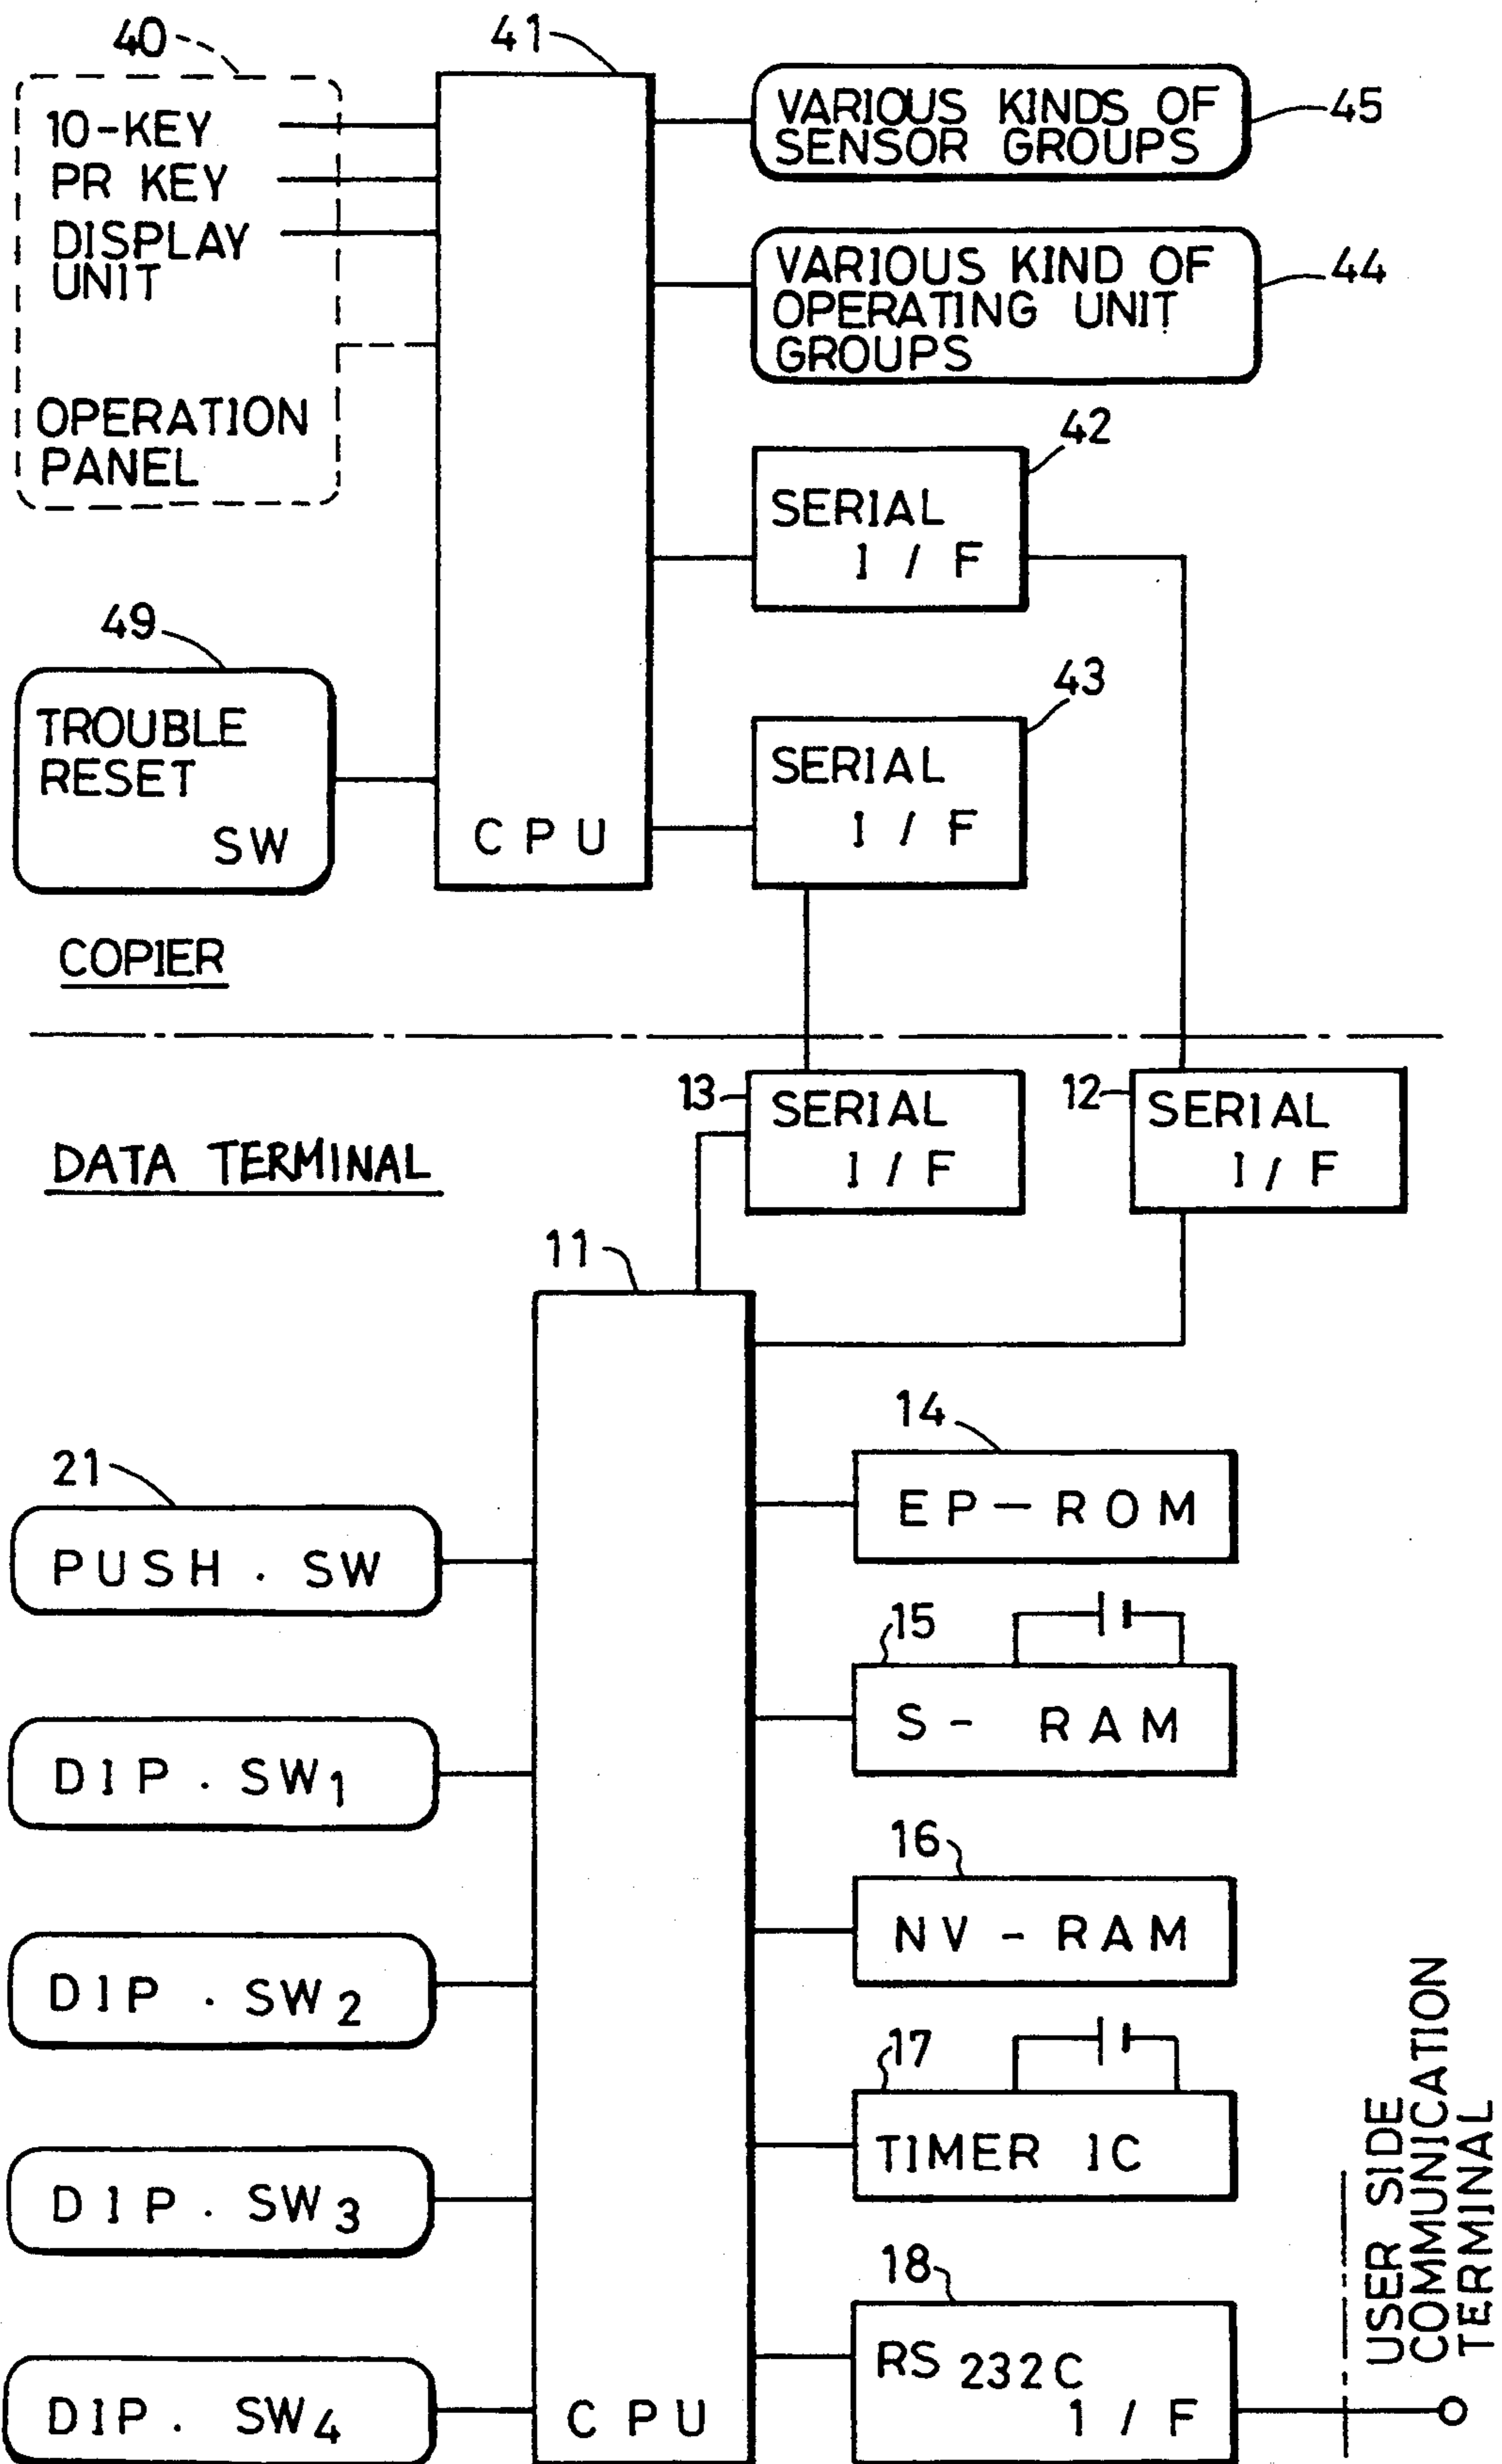 40
41
10-KEY
PR KEY
DISPLAY
UNIT
OPERATION
PANEL
VARIOUS KINDS OF
SENSOR GROUPS
45
VARIOUS KIND OF
OPERATING UNIT
GROUPS
44
42
SERIAL
I / F
49
TROUBLE
RESET
SW
CPU
43
SERIAL
I / F
COPIER
13
SERIAL
I / F
12
SERIAL
I / F
DATA TERMINAL
11
14
EP-ROM
21
PUSH . SW
15
S- RAM
DIP . SW1
16
NV-RAM
DIP . SW2
17
TIMER IC
DIP . SW3
18
RS 232C
I / F
DIP . SW4
CPU
USER SIDE
COMMUNICATION
TERMINAL